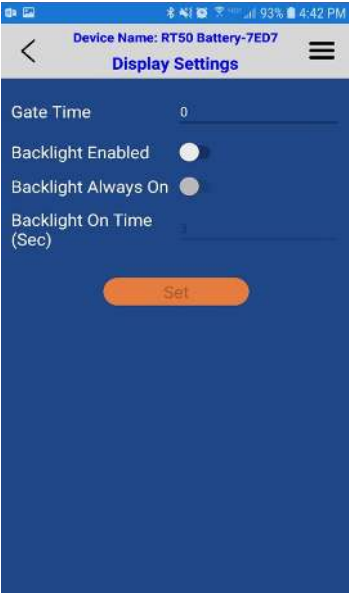 93% 4:42 PM
Device Name: RT50 Battery-7ED7
Display Settings
Gate Time 0
Backlight Enabled
Backlight Always On
Backlight On Time
(Sec) 3
Set